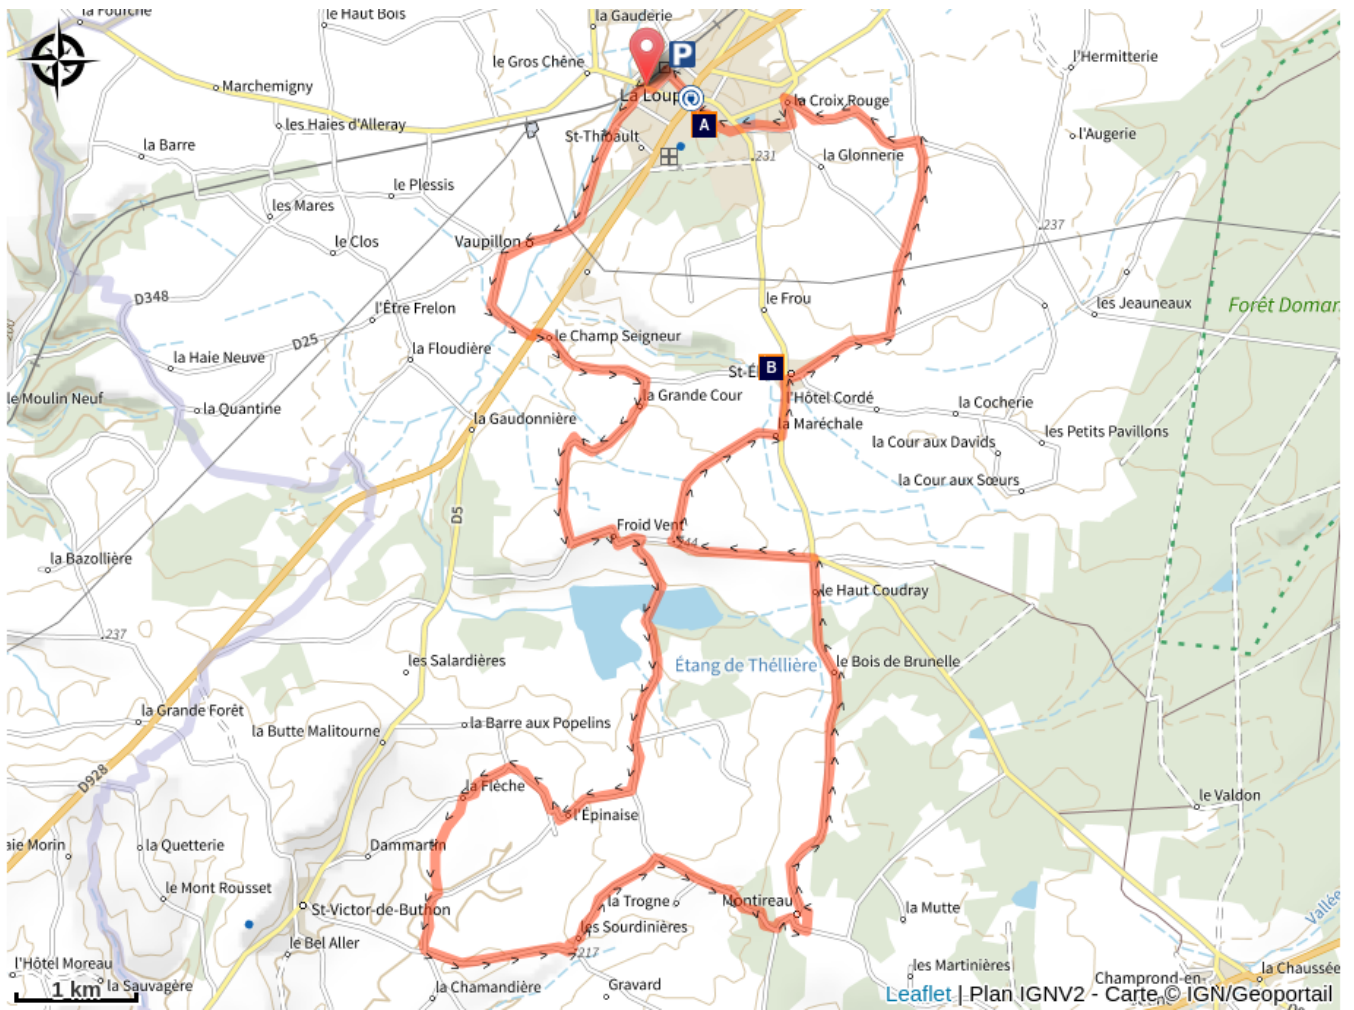 la Fourche
le Haut Bois
la Gauderie
l'Hermitterie
le Gros Chêne
P
Marchemigny
La Loup
la Croix Rouge
les Haies d'Alleray
A
l'Augerie
St-Thibault
la Barre
231
la Glonnerie
le Plessis
les Mares
237
Vaupillon
le Clos
D348
le Frou
les Jeauneaux
Forêt Doman
l'Être Frelon
le Champ Seigneur
D25
la Floudière
la Haie Neuve
B
le Moulin Neuf
la Grande Cour
l'Hôtel Cordé
la Quantine
la Cocherie
la Gaudonnière
la Maréchale
les Petits Pavillons
la Cour aux Davids
la Cour aux Sœurs
D5
Froid Vent
la Bazollière
le Haut Coudray
237
les Salardières
Étang de Théllière
le Bois de Brunelle
la Grande Forêt
la Barre aux Popelins
la Butte Malitourne
D928
la Flèche
le Valdon
l'Épinaise
aie Morin
la Quetterie
Dammartin
le Mont Rousset
la Trogne
Montireau
la Mutte
St-Victor-de-Buthon
les Sourdinières
Vallée
le Bel Aller
217
l'Hôtel Moreau
les Martinières
la Chaussée
la Sauvagère
la Chamandière
Gravard
Champrond-en-
1 km
Leaflet | Plan IGNV2 - Carte © IGN/Geoportail